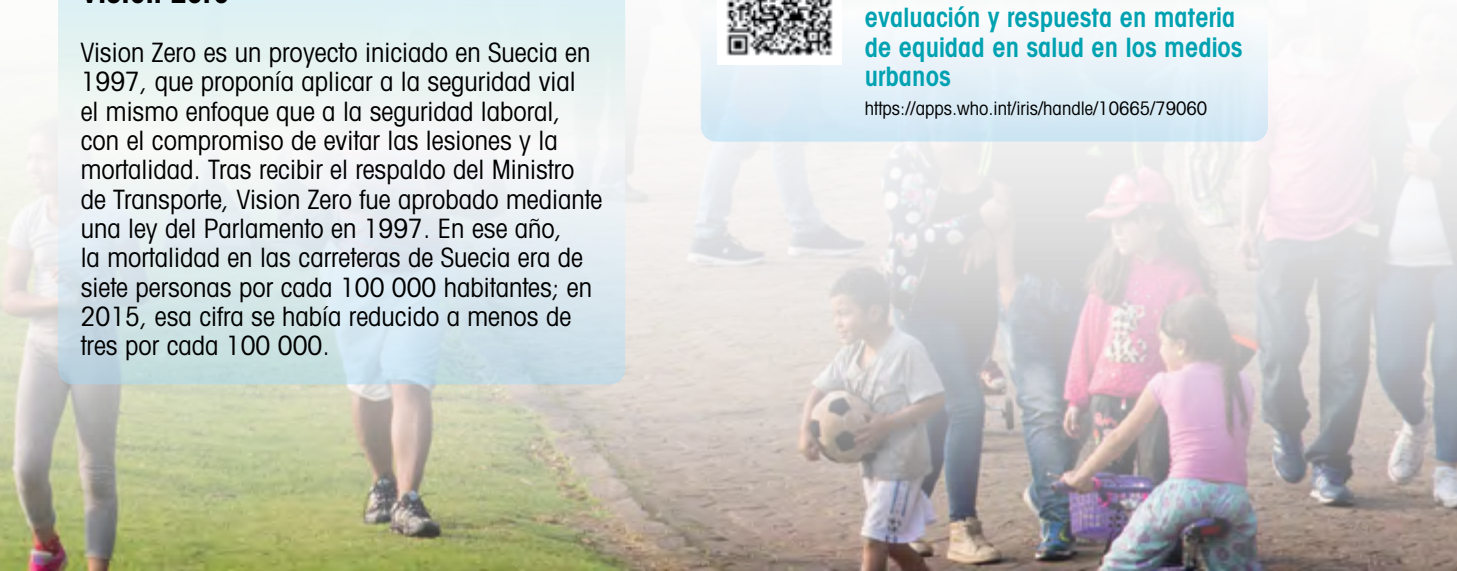 Vision Zero
Vision Zero es un proyecto iniciado en Suecia en
1997, que proponía aplicar a la seguridad vial
el mismo enfoque que a la seguridad laboral,
con el compromiso de evitar las lesiones y la
mortalidad. Tras recibir el respaldo del Ministro
de Transporte, Vision Zero fue aprobado mediante
una ley del Parlamento en 1997. En ese año,
la mortalidad en las carreteras de Suecia era de
siete personas por cada 100 000 habitantes; en
2015, esa cifra se había reducido a menos de
tres por cada 100 000.
evaluación y respuesta en materia
de equidad en salud en los medios
urbanos
https://apps.who.int/iris/handle/10665/79060